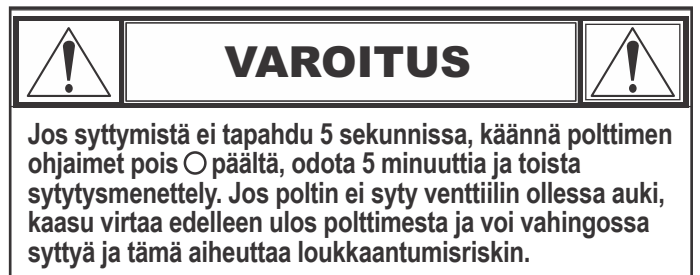 VAROITUS
Jos syttymistä ei tapahdu 5 sekunnissa, käännä polttimen
ohjaimet pois ○ päältä, odota 5 minuuttia ja toista
sytytysmenettely. Jos poltin ei syty venttiilin ollessa auki,
kaasu virtaa edelleen ulos polttimesta ja voi vahingossa
syttyä ja tämä aiheuttaa loukkaantumisriskin.